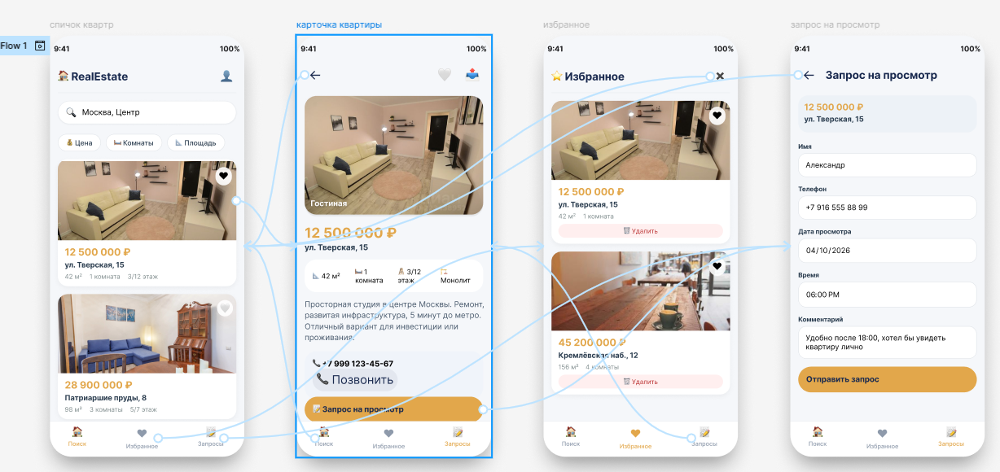 спичок квартр
Flow 1
9:41
100%
RealEstate
Москва, Центр
Цена
Комнаты
Площадь
12 500 000 ₽
ул. Тверская, 15
42 м²
1 комната
3/12 этаж
28 900 000 ₽
Патриаршие пруды, 8
98 м²
3 комнаты
5/7 этаж
Поиск
Избранное
Запросы
карточка квартиры
9:41
100%
Гостиная
12 500 000 ₽
ул. Тверская, 15
42 м²
1
комната
3/12
этаж
Монолит
Просторная студия в центре Москвы. Ремонт,
развитая инфраструктура, 5 минут до метро.
Отличный вариант для инвестиции или
проживания.
+7 999 123-45-67
Позвонить
Запрос на просмотр
Поиск
Избранное
Запросы
избранное
9:41
100%
Избранное
12 500 000 ₽
ул. Тверская, 15
42 м²
1 комната
Удалить
45 200 000 ₽
Кремлёвская наб., 12
156 м²
4 комнаты
Удалить
Поиск
Избранное
Запросы
запрос на просмотр
9:41
100%
Запрос на просмотр
12 500 000 ₽
ул. Тверская, 15
Имя
Александр
Телефон
+7 916 555 88 99
Дата просмотра
04/10/2026
Время
06:00 PM
Комментарий
Удобно после 18:00, хотел бы увидеть
квартиру лично
Отправить запрос
Поиск
Избранное
Запросы